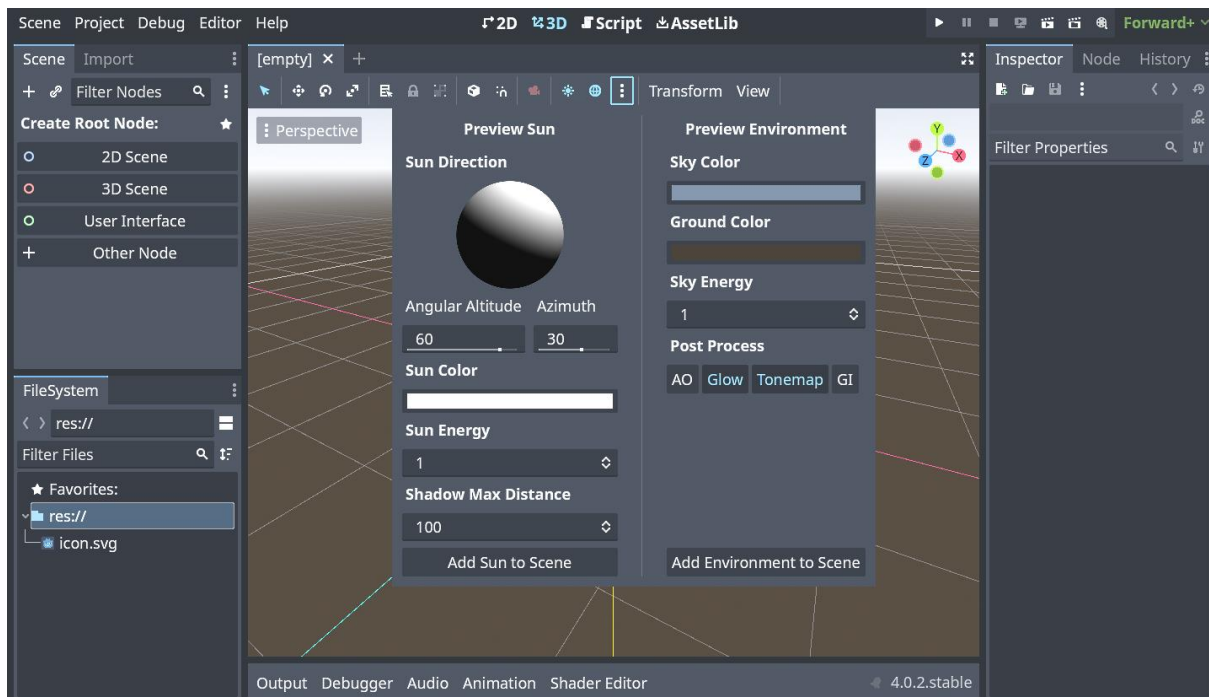 Scene Project Debug Editor Help
2D 3D Script AssetLib
Forward+
Scene Import
Filter Nodes
Create Root Node:
2D Scene
3D Scene
User Interface
Other Node
FileSystem
res://
Filter Files
Favorites:
res://
icon.svg
[empty]
Transform View
Perspective
Preview Sun
Sun Direction
Angular Altitude Azimuth
60 30
Sun Color
Sun Energy
1
Shadow Max Distance
100
Add Sun to Scene
Preview Environment
Sky Color
Ground Color
Sky Energy
1
Post Process
AO Glow Tonemap GI
Add Environment to Scene
Y
Z X
Output Debugger Audio Animation Shader Editor
4.0.2.stable
Inspector Node History
DOC
Filter Properties